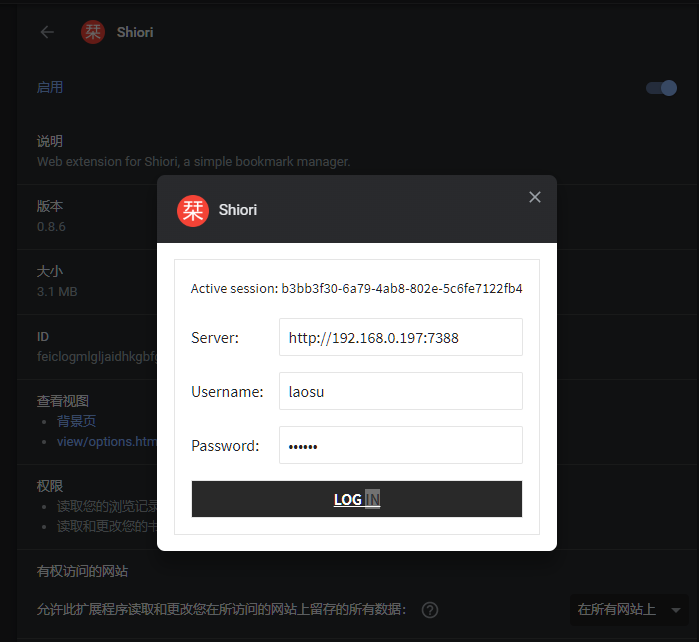 栞 Shiori
启用
说明
Web extension for Shiori, a simple bookmark manager.
版本
0.8.6
大小
3.1 MB
ID
查看视图
背景页
view/options.htm
权限
读取您的浏览记录
读取和更改您的书
有权访问的网站
允许此扩展程序读取和更改您在所访问的网站上留存的所有数据: ?
在所有网站上
栞 Shiori
Active session: b3bb3f30-6a79-4ab8-802e-5c6fe7122fb4
Server: http://192.168.0.197:7388
Username: laosu
Password: ••••••
LOG IN